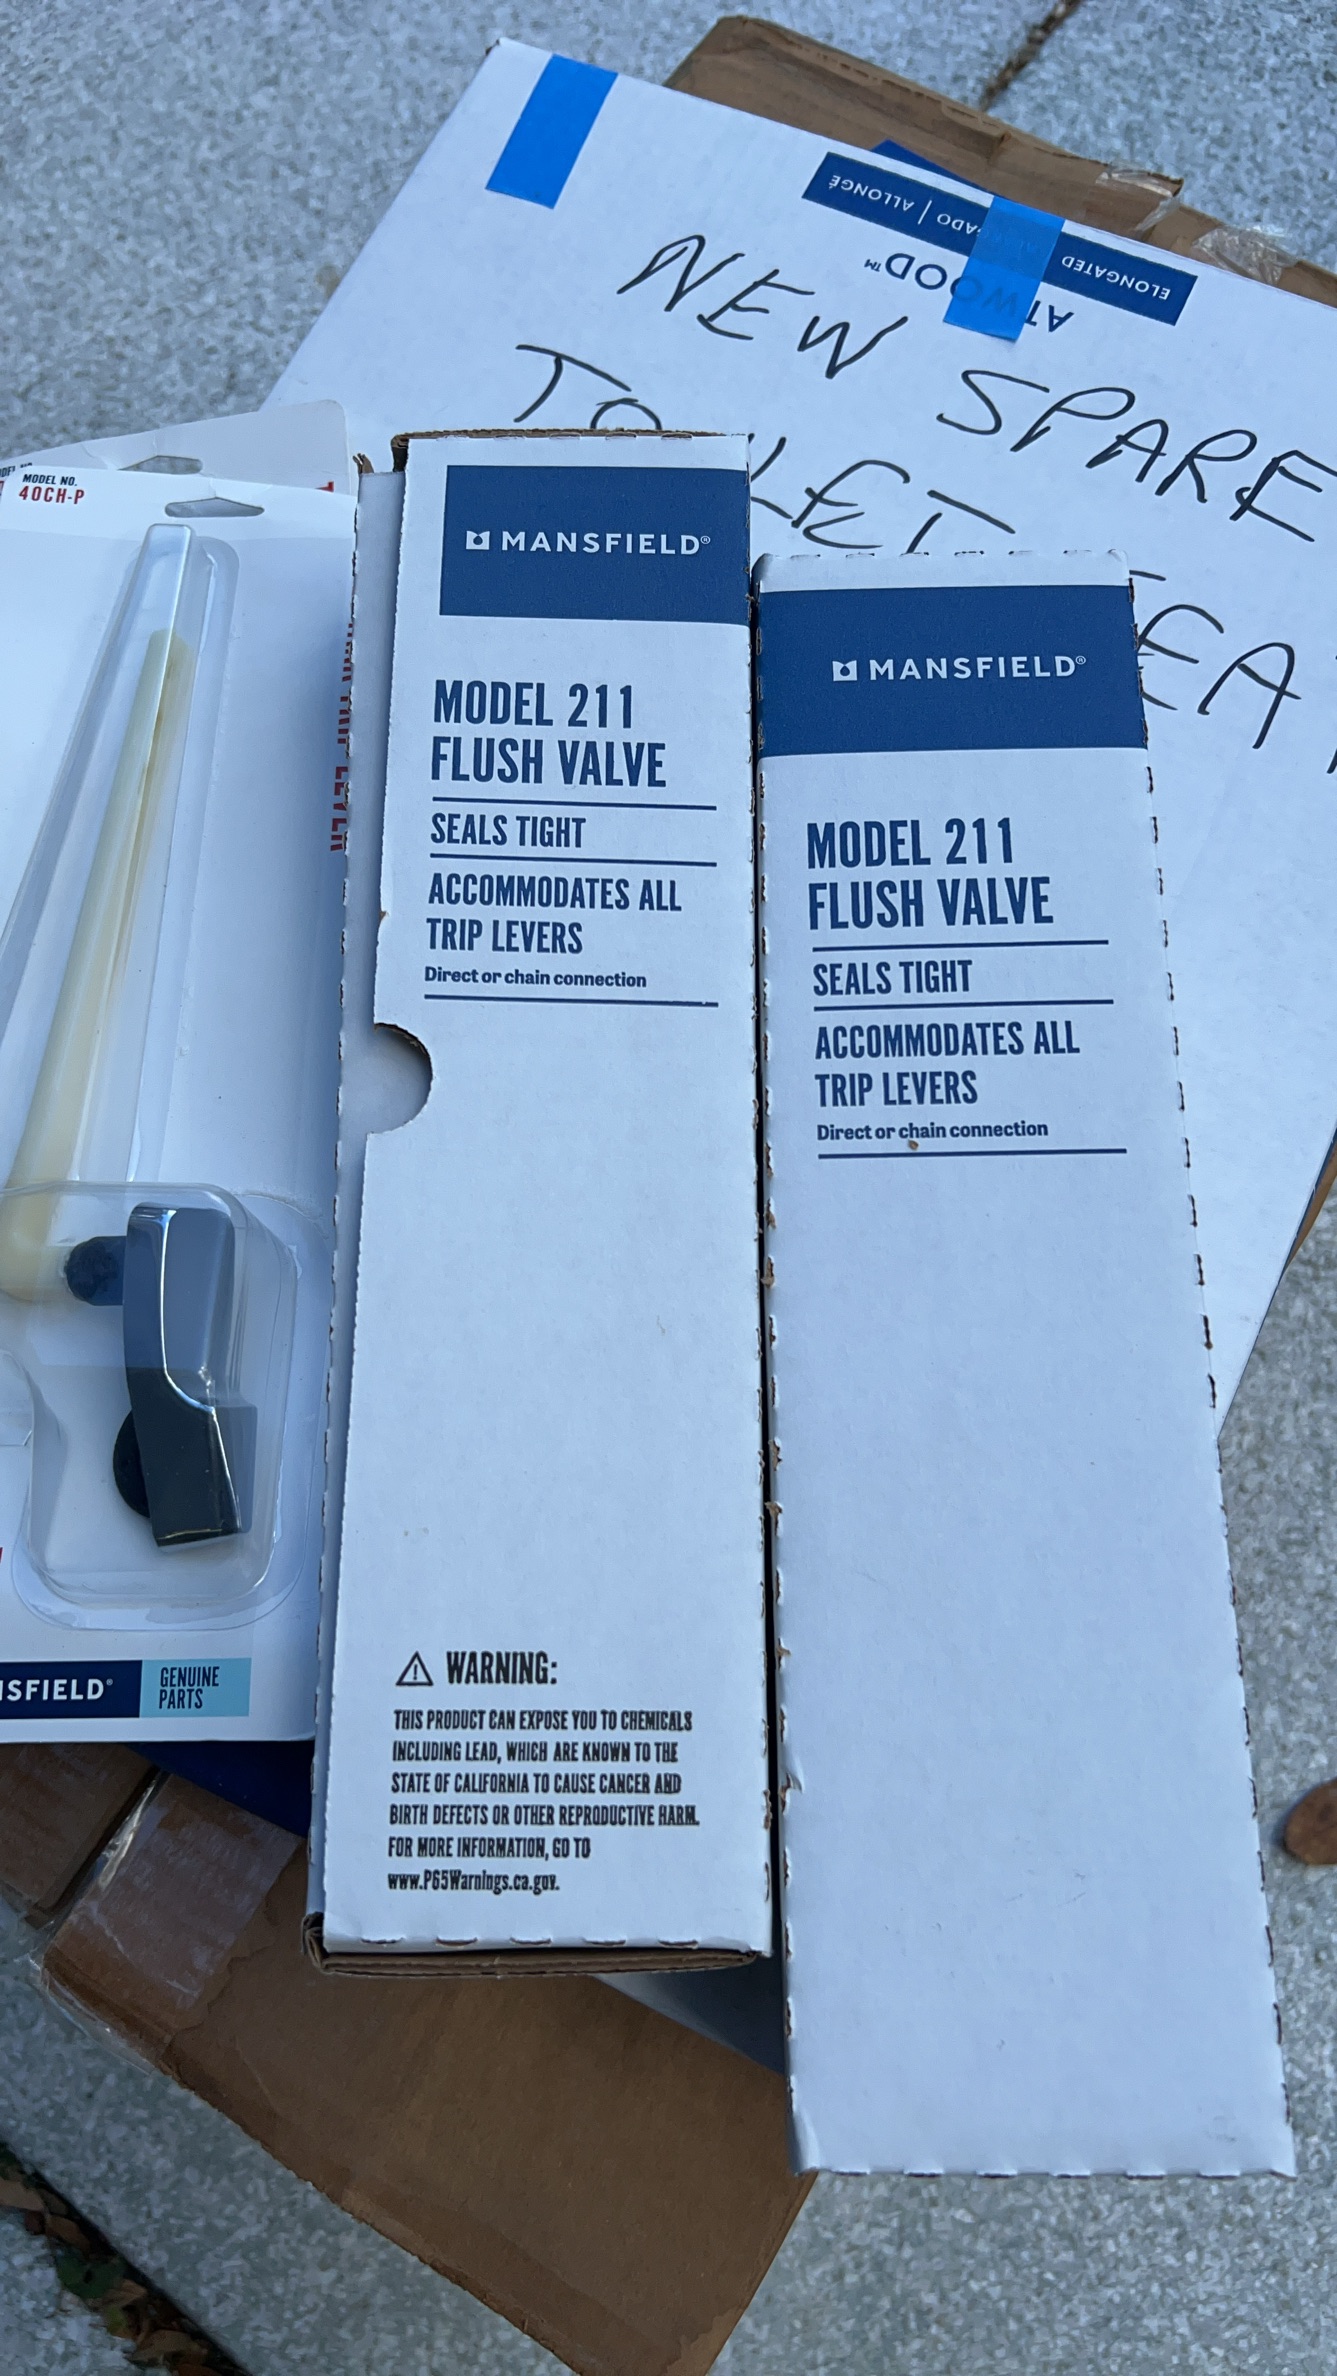 ELONGATED
ALLONGÉ
ATWOOD™
NEW SPARE
MODEL NO.
40CH-P
MANSFIELD®
MODEL 211
FLUSH VALVE
SEALS TIGHT
ACCOMMODATES ALL
TRIP LEVERS
Direct or chain connection
⚠ WARNING:
THIS PRODUCT CAN EXPOSE YOU TO CHEMICALS
INCLUDING LEAD, WHICH ARE KNOWN TO THE
STATE OF CALIFORNIA TO CAUSE CANCER AND
BIRTH DEFECTS OR OTHER REPRODUCTIVE HARM.
FOR MORE INFORMATION, GO TO
www.P65Warnings.ca.gov.
MANSFIELD®
MODEL 211
FLUSH VALVE
SEALS TIGHT
ACCOMMODATES ALL
TRIP LEVERS
Direct or chain connection
NSFIELD®
GENUINE
PARTS